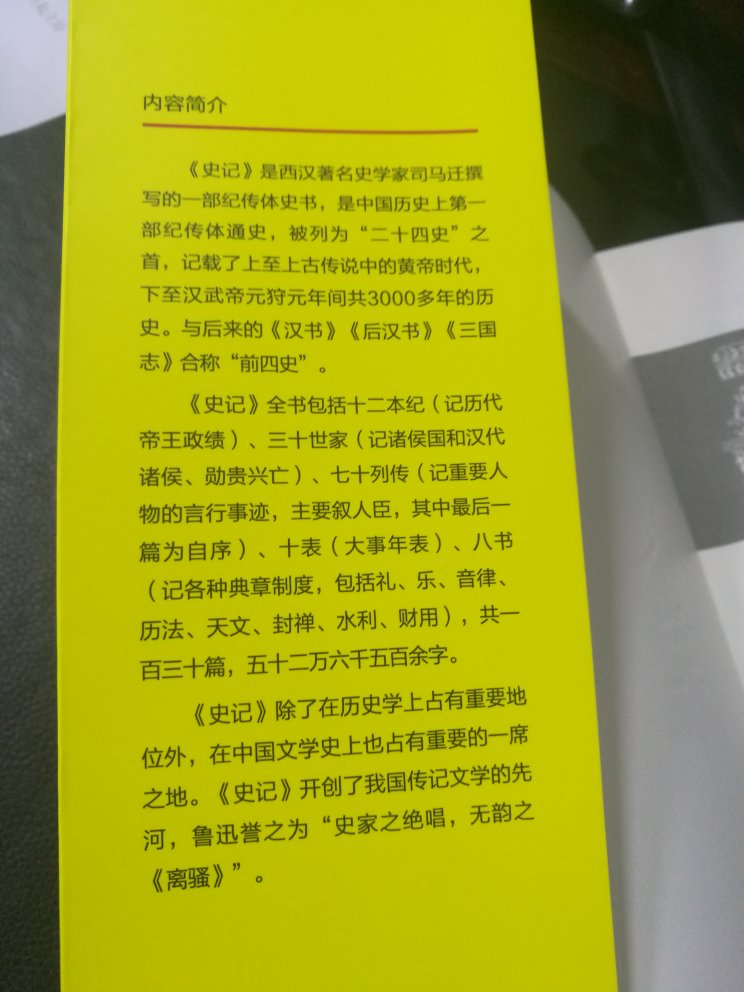 内容简介
《史记》是西汉著名史学家司马迁撰
写的一部纪传体史书，是中国历史上第一
部纪传体通史，被列为“二十四史”之
首，记载了上至上古传说中的黄帝时代，
下至汉武帝元狩元年间共3000多年的历
史。与后来的《汉书》《后汉书》《三国
志》合称“前四史”。
《史记》全书包括十二本纪（记历代
帝王政绩）、三十世家（记诸侯国和汉代
诸侯、勋贵兴亡）、七十列传（记重要人
物的言行事迹，主要叙人臣，其中最后一
篇为自序）、十表（大事年表）、八书
（记各种典章制度，包括礼、乐、音律、
历法、天文、封禅、水利、财用），共一
百三十篇，五十二万六千五百余字。
《史记》除了在历史学上占有重要地
位外，在中国文学史上也占有重要的一席
之地。《史记》开创了我国传记文学的先
河，鲁迅誉之为“史家之绝唱，无韵之
《离骚》”。